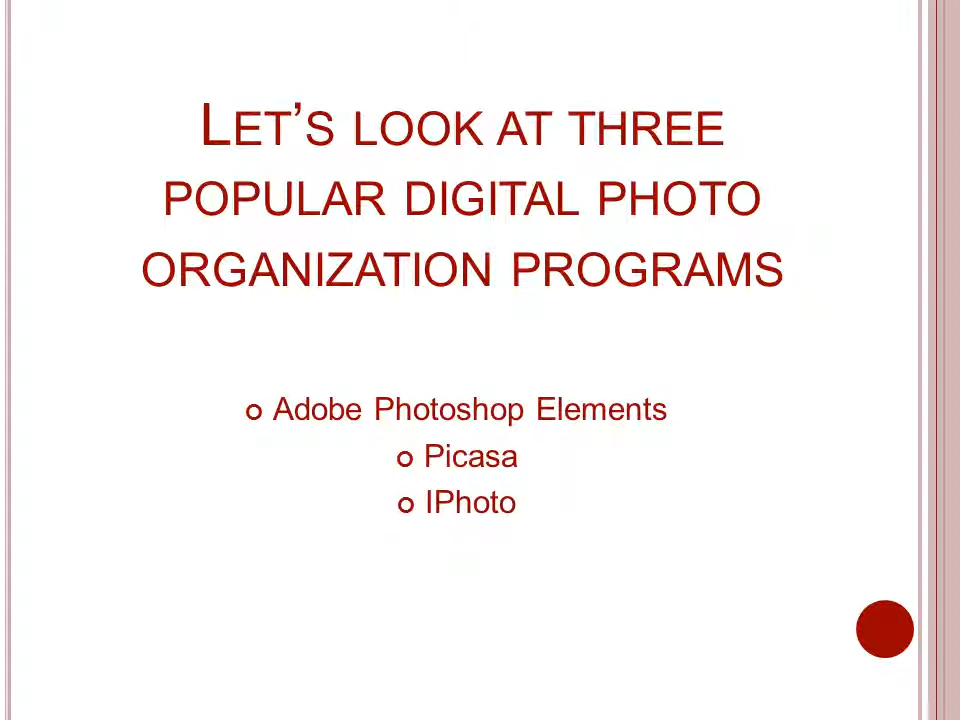 Let’s look at three
popular digital photo
organization programs
Adobe Photoshop Elements
Picasa
IPhoto